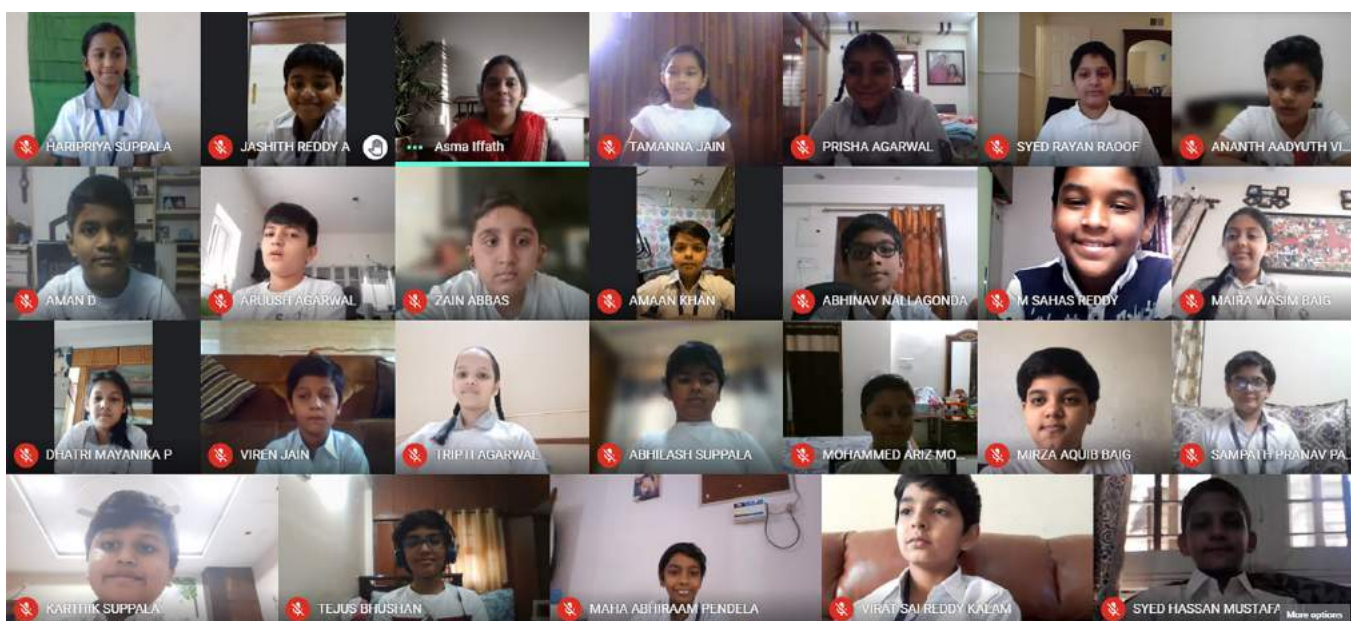 HARIPRIYA SUPPALA
JASHITH REDDY A
Asma Iffath
TAMANNA JAIN
PRISHA AGARWAL
SYED RAYAN RAOOF
ANANTH AADYUTH VI...
AMAN D
ARUUSH AGARWAL
ZAIN ABBAS
AMAAN KHAN
ABHINAV NALLAGONDA
M SAHAS REDDY
MAIRA WASIM BAIG
DHATRI MAYANIKA P
VIREN JAIN
TRIPTI AGARWAL
ABHILASH SUPPALA
MOHAMMED ARIZ MO...
MIRZA AQUIB BAIG
SAMPATH PRANAV PA...
KARTHIK SUPPALA
TEJUS BHUSHAN
MAHA ABHIRAAM PENDELA
VIRAT SAI REDDY KALAM
SYED HASSAN MUSTAFA
More options